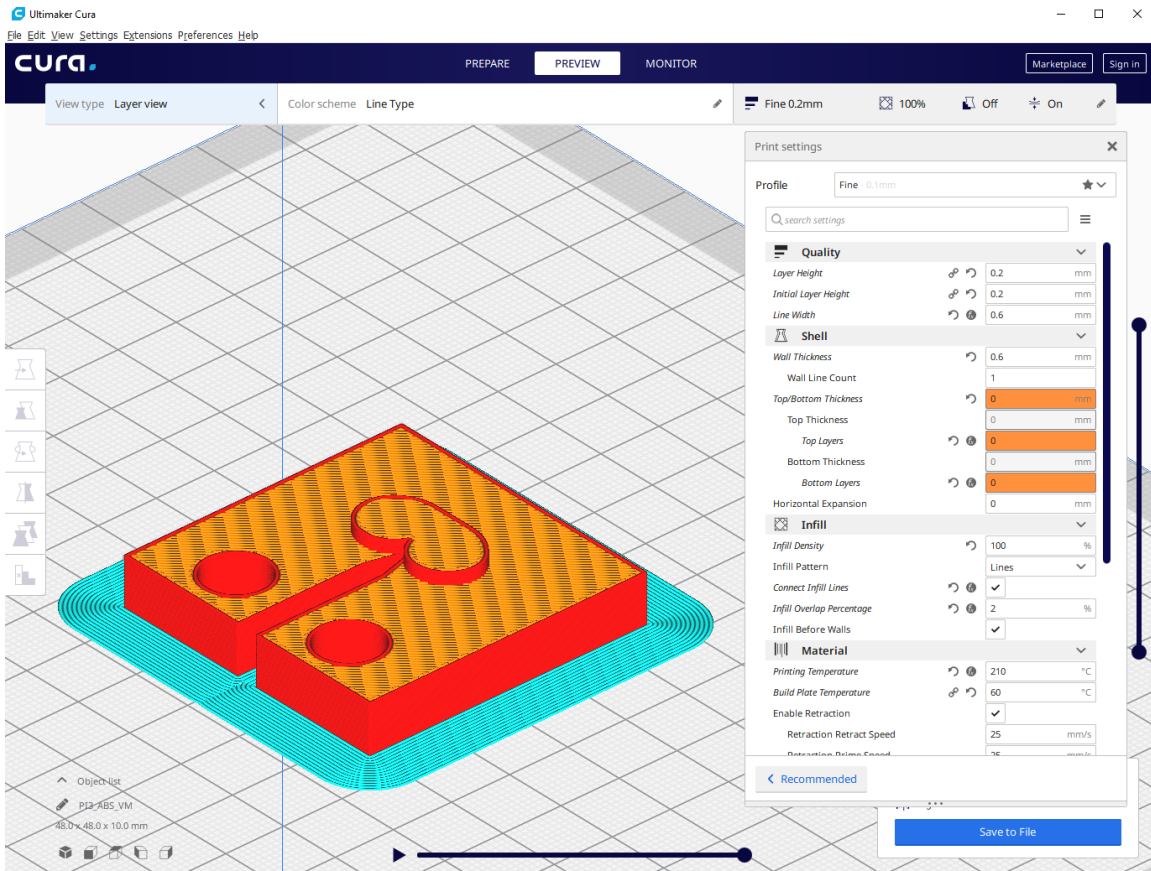 Ultimaker Cura
File Edit View Settings Extensions Preferences Help
cura.
PREPARE PREVIEW MONITOR
Marketplace Sign in
View type Layer view
Color scheme Line Type
Fine 0.2mm 100% Off On
Print settings
Profile Fine 0.1mm
search settings
Quality
Layer Height 0.2 mm
Initial Layer Height 0.2 mm
Line Width 0.6 mm
Shell
Wall Thickness 0.6 mm
Wall Line Count 1
Top/Bottom Thickness 0 mm
Top Thickness 0 mm
Top Layers 0
Bottom Thickness 0 mm
Bottom Layers 0
Horizontal Expansion 0 mm
Infill
Infill Density 100 %
Infill Pattern Lines
Connect Infill Lines
Infill Overlap Percentage 2 %
Infill Before Walls
Material
Printing Temperature 210 °C
Build Plate Temperature 60 °C
Enable Retraction
Retraction Retract Speed 25 mm/s
Retraction Prime Speed 25 mm/s
Recommended
Object list
PI3_ABS_VM
48.0 x 48.0 x 10.0 mm
Save to File